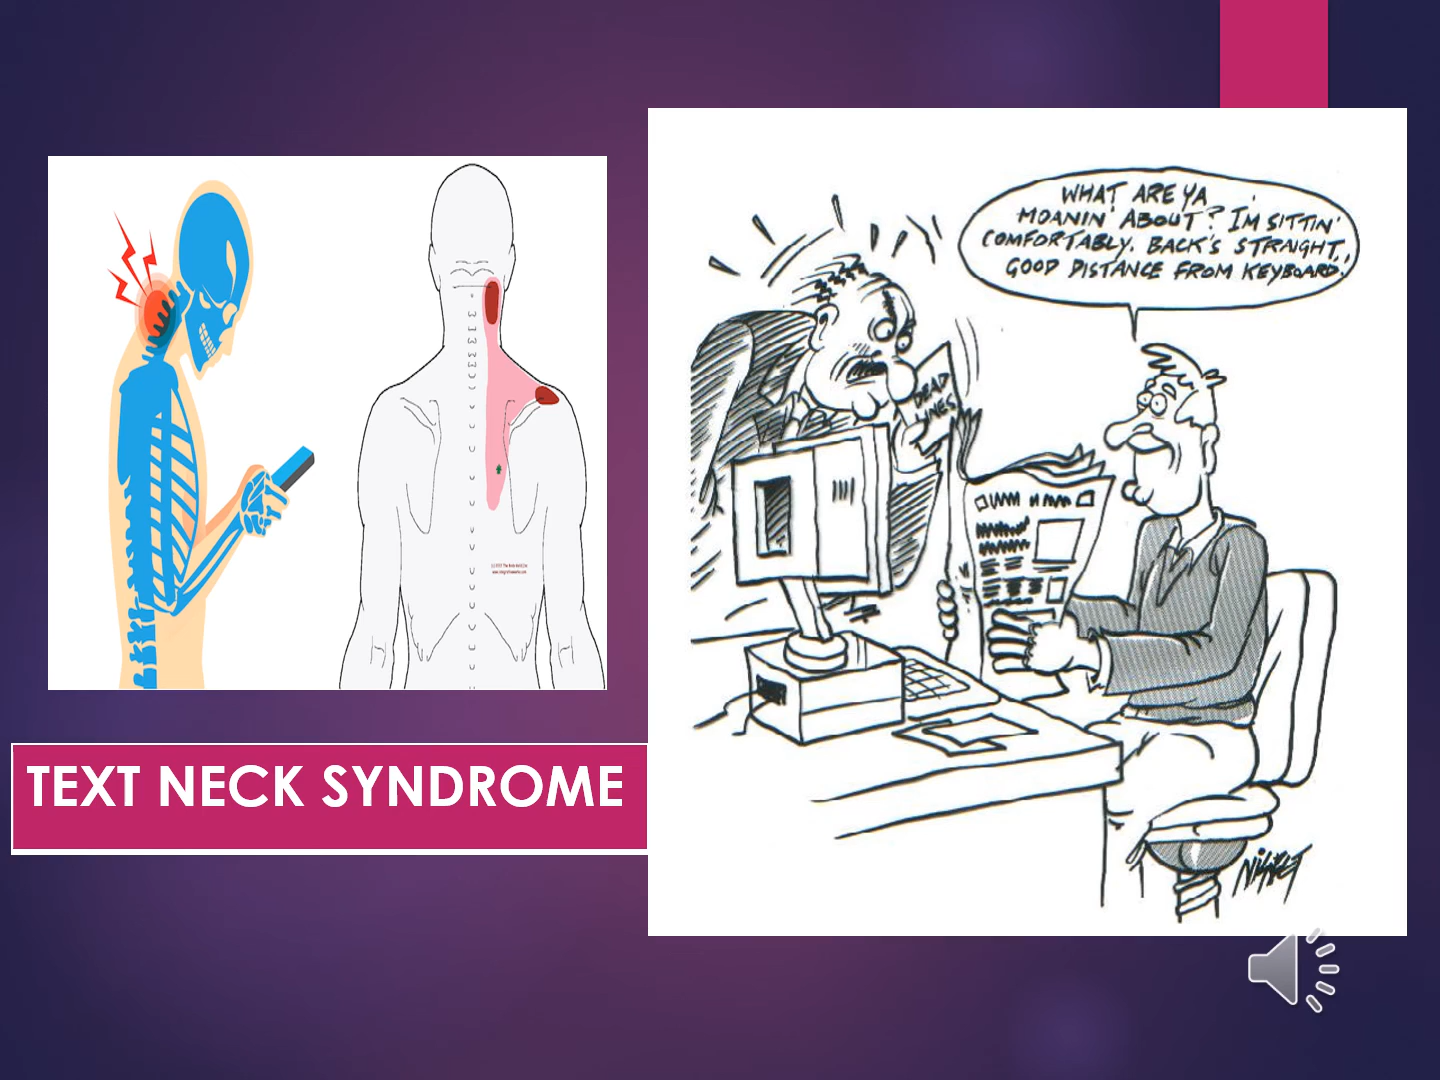 WHAT ARE YA
MOANIN' ABOUT? I'M SITTIN'
COMFORTABLY. BACK'S STRAIGHT,
GOOD DISTANCE FROM KEYBOARD!
DEAD
LINES
TEXT NECK SYNDROME